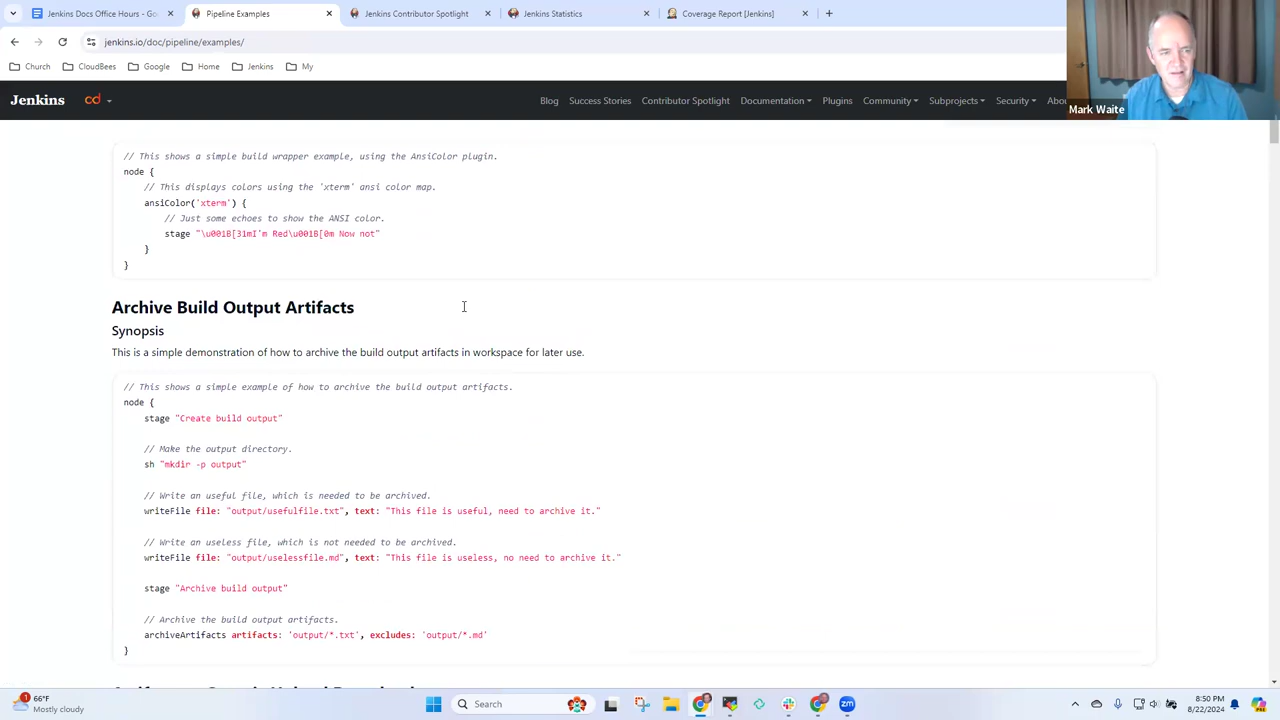 Jenkins Docs Office Hours - G
Pipeline Examples
Jenkins Contributor Spotlight
Jenkins Statistics
Coverage Report [Jenkins]
jenkins.io/doc/pipeline/examples/
Church
CloudBees
Google
Home
Jenkins
My
Mark Waite
Jenkins
cd
Blog
Success Stories
Contributor Spotlight
Documentation
Plugins
Community
Subprojects
Security
// This shows a simple build wrapper example, using the AnsiColor plugin.
node {
// This displays colors using the 'xterm' ansi color map.
ansiColor('xterm') {
// Just some echoes to show the ANSI color.
stage "\u001B[31mI'm Red\u001B[0m Now not"
}
}
Archive Build Output Artifacts
Synopsis
This is a simple demonstration of how to archive the build output artifacts in workspace for later use.
// This shows a simple example of how to archive the build output artifacts.
node {
stage "Create build output"
// Make the output directory.
sh "mkdir -p output"
// Write an useful file, which is needed to be archived.
writeFile file: "output/usefulfile.txt", text: "This file is useful, need to archive it."
// Write an useless file, which is not needed to be archived.
writeFile file: "output/uselessfile.md", text: "This file is useless, no need to archive it."
stage "Archive build output"
// Archive the build output artifacts.
archiveArtifacts artifacts: 'output/*.txt', excludes: 'output/*.md'
}
1
66°F
Mostly cloudy
Search
zm
8:50 PM
8/22/2024